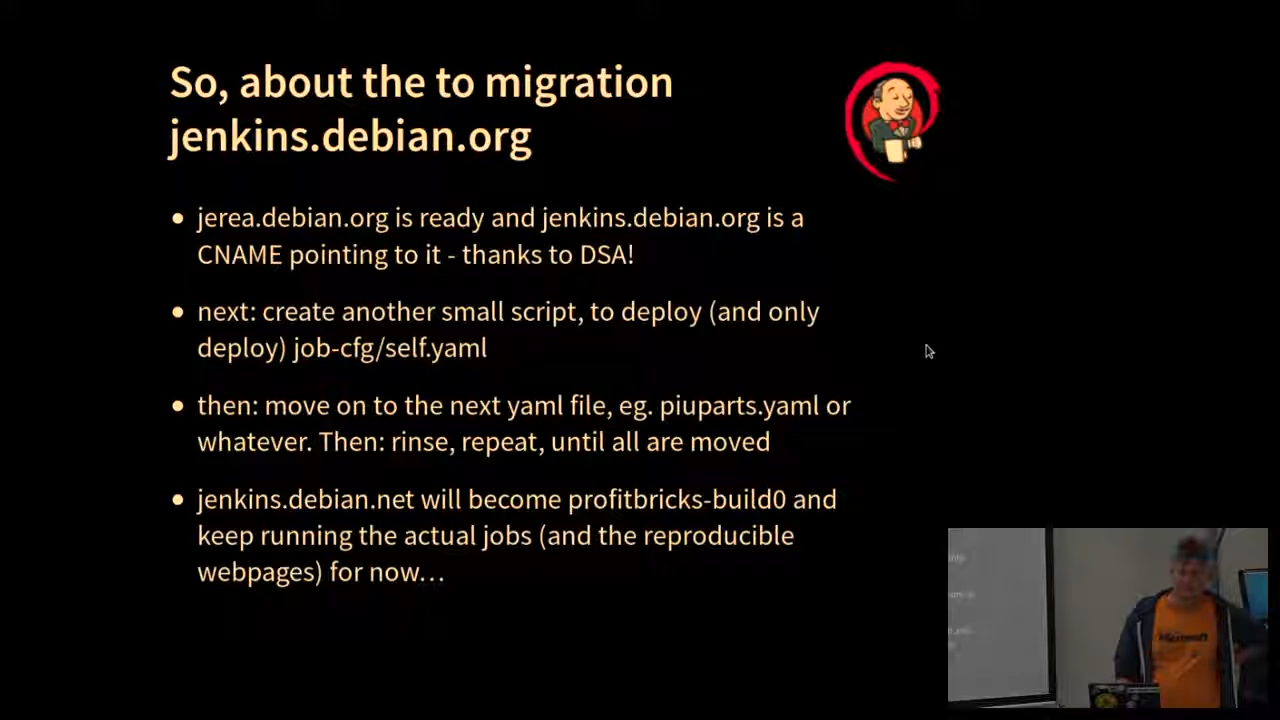 So, about the to migration
jenkins.debian.org
• jerea.debian.org is ready and jenkins.debian.org is a
CNAME pointing to it - thanks to DSA!
• next: create another small script, to deploy (and only
deploy) job-cfg/self.yaml
• then: move on to the next yaml file, eg. piuparts.yaml or
whatever. Then: rinse, repeat, until all are moved
• jenkins.debian.net will become profitbricks-build0 and
keep running the actual jobs (and the reproducible
webpages) for now…